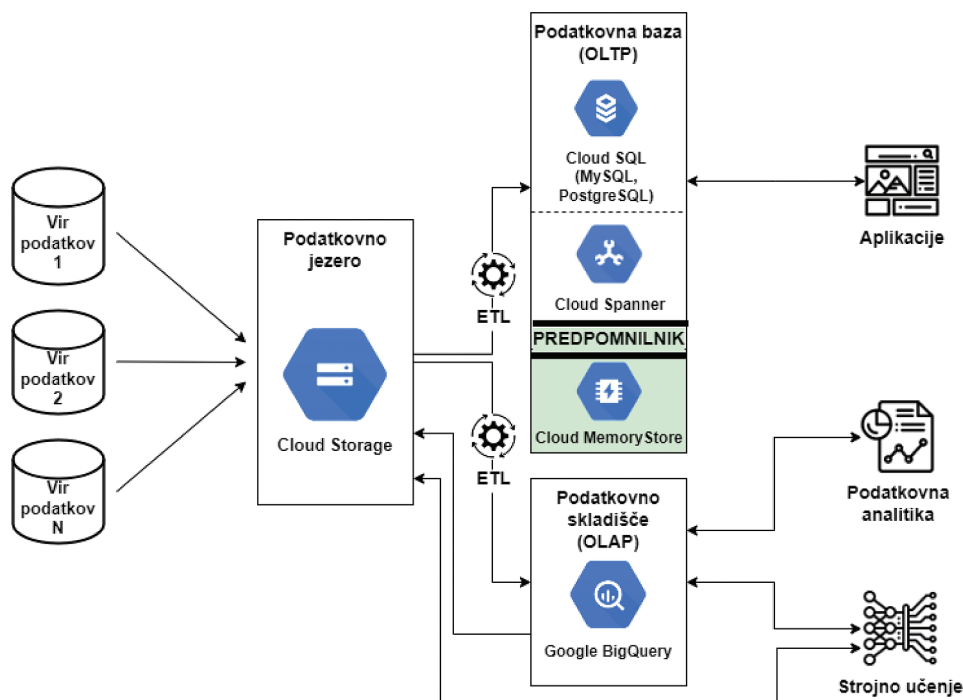 Vir
podatkov
1
Vir
podatkov
2
Vir
podatkov
N
Podatkovno
jezero
Cloud Storage
ETL
ETL
Podatkovna baza
(OLTP)
Cloud SQL
(MySQL,
PostgreSQL)
Cloud Spanner
PREDPOMNILNIK
Cloud MemoryStore
Podatkovno
skladišče
(OLAP)
Google BigQuery
Aplikacije
Podatkovna
analitika
Strojno učenje